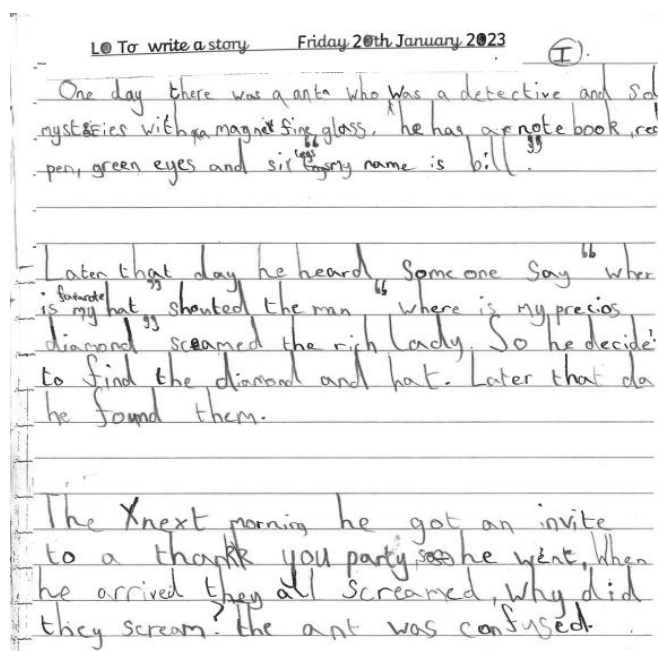 LO To write a story Friday 20th January 2023
I
One day there was a ant who was a detective and sol
mysteries with a magnet fine glass. he has a note book, red
pen, green eyes and six legs “my name is bill”
Later that day he heard Some one Say “wher
is my favarote hat” shouted the man “where is my precios
diamond” screamed the rich Lady. So he decide
to find the diamond and hat. Later that da
he found them.
The next morning he got an invite
to a thank you party, he went, When
he arrived they all screamed, Why did
they scream? the ant was confused.